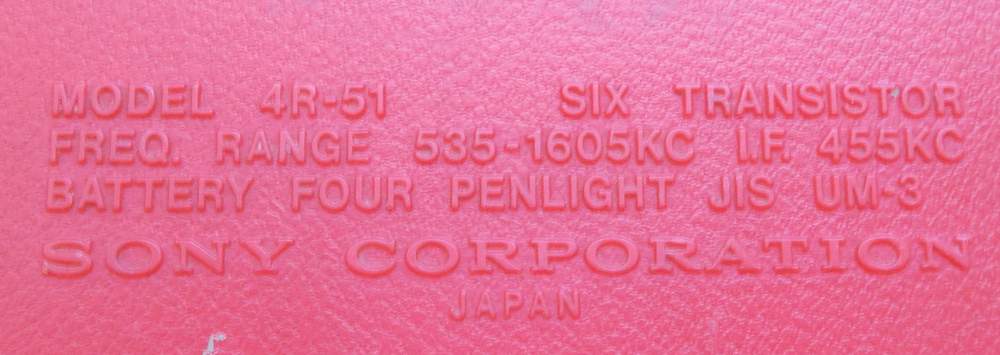 MODEL 4R-51 SIX TRANSISTOR
FREQ. RANGE 535-1605KC I.F. 455KC
BATTERY FOUR PENLIGHT JIS UM-3
SONY CORPORATION
JAPAN